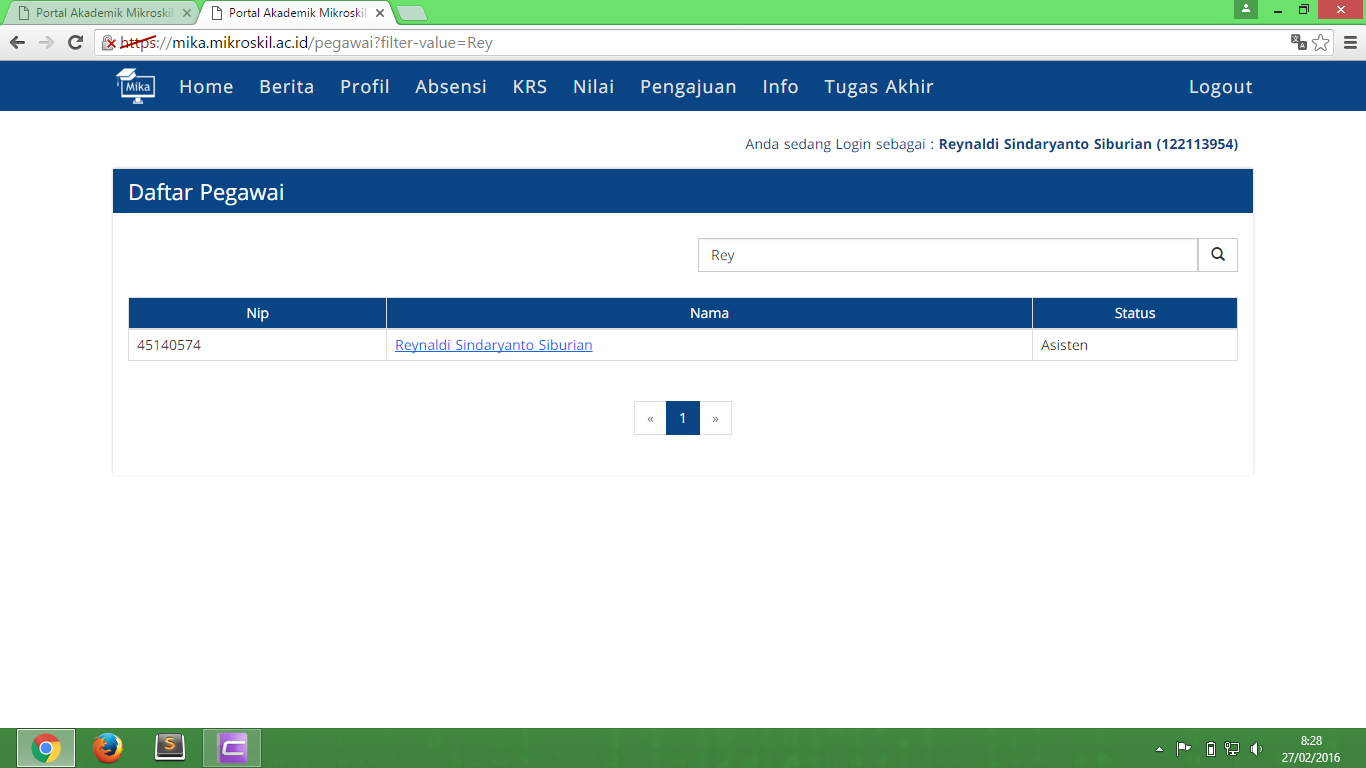 Portal Akademik Mikroskil
Portal Akademik Mikroskil
https://mika.mikroskil.ac.id/pegawai?filter-value=Rey
Mika
Home Berita Profil Absensi KRS Nilai Pengajuan Info Tugas Akhir Logout
Anda sedang Login sebagai : Reynaldi Sindaryanto Siburian (122113954)
Daftar Pegawai
Rey
Nip Nama Status
45140574 Reynaldi Sindaryanto Siburian Asisten
« 1 »
8:28
27/02/2016